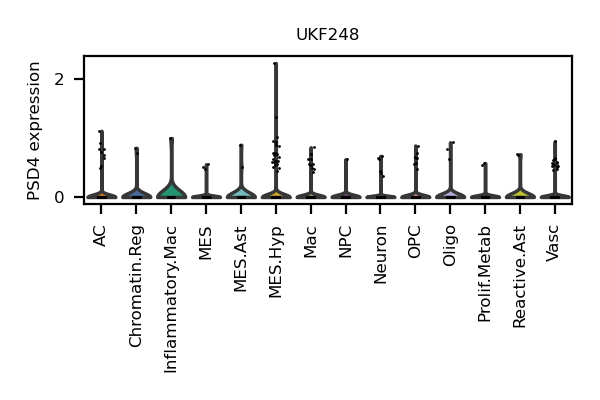 UKF248
PSD4 expression
2
0
AC
Chromatin.Reg
Inflammatory.Mac
MES
MES.Ast
MES.Hyp
Mac
NPC
Neuron
OPC
Oligo
Prolif.Metab
Reactive.Ast
Vasc